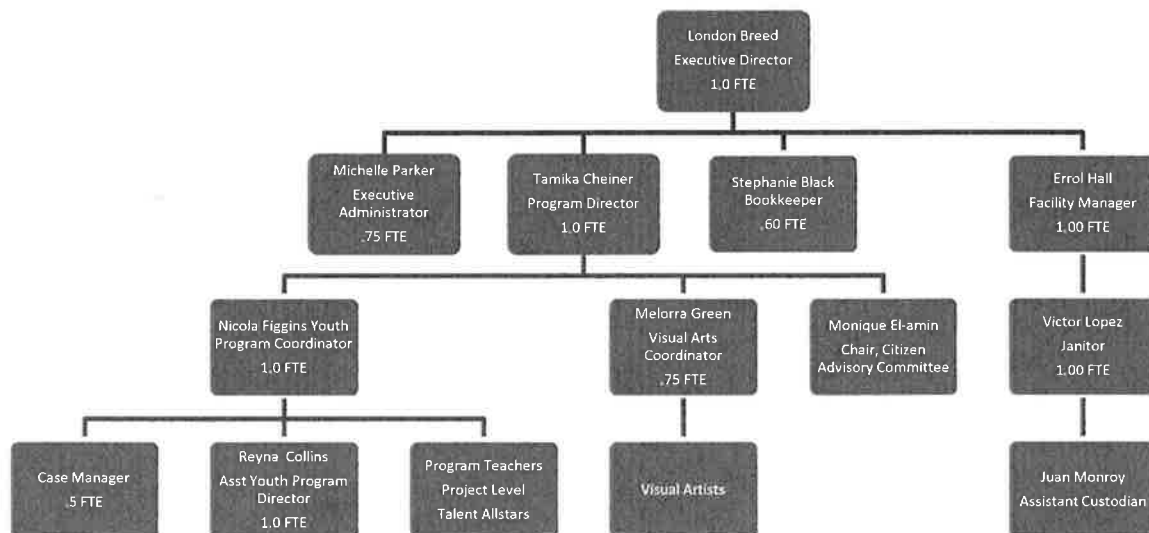 London Breed
Executive Director
1.0 FTE
Michelle Parker
Executive
Administrator
.75 FTE
Tamika Cheiner
Program Director
1.0 FTE
Stephanie Black
Bookkeeper
.60 FTE
Errol Hall
Facility Manager
1.00 FTE
Nicola Figgins Youth
Program Coordinator
1.0 FTE
Melorra Green
Visual Arts
Coordinator
.75 FTE
Monique El-amin
Chair, Citizen
Advisory Committee
Victor Lopez
Janitor
1.00 FTE
Case Manager
.5 FTE
Reyna Collins
Asst Youth Program
Director
1.0 FTE
Program Teachers
Project Level
Talent Allstars
Visual Artists
Juan Monroy
Assistant Custodian